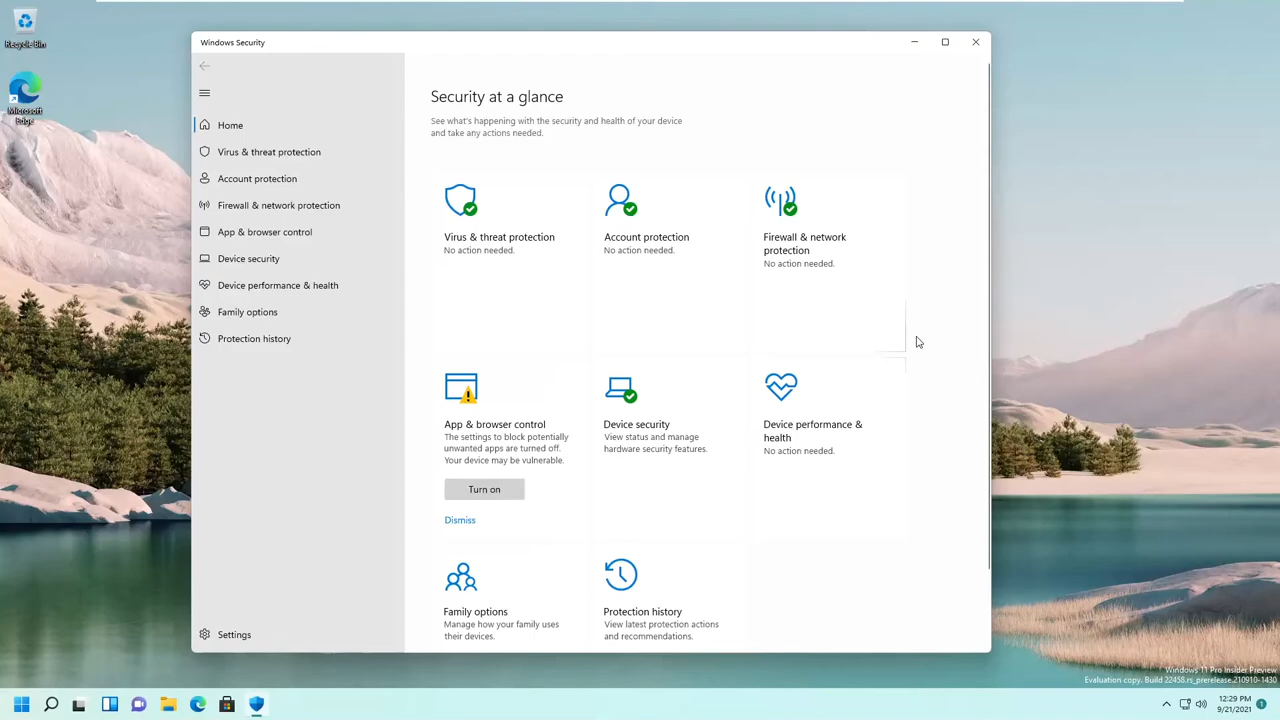 Recycle Bin
Microsoft
Edge
Windows Security
Home
Virus & threat protection
Account protection
Firewall & network protection
App & browser control
Device security
Device performance & health
Family options
Protection history
Settings
Security at a glance
See what's happening with the security and health of your device
and take any actions needed.
Virus & threat protection
No action needed.
Account protection
No action needed.
Firewall & network
protection
No action needed.
App & browser control
The settings to block potentially
unwanted apps are turned off.
Your device may be vulnerable.
Turn on
Dismiss
Device security
View status and manage
hardware security features.
Device performance &
health
No action needed.
Family options
Manage how your family uses
their devices.
Protection history
View latest protection actions
and recommendations.
Windows 11 Pro Insider Preview
Evaluation copy. Build 22458.rs_prerelease.210910-1430
12:29 PM
9/21/2021
1